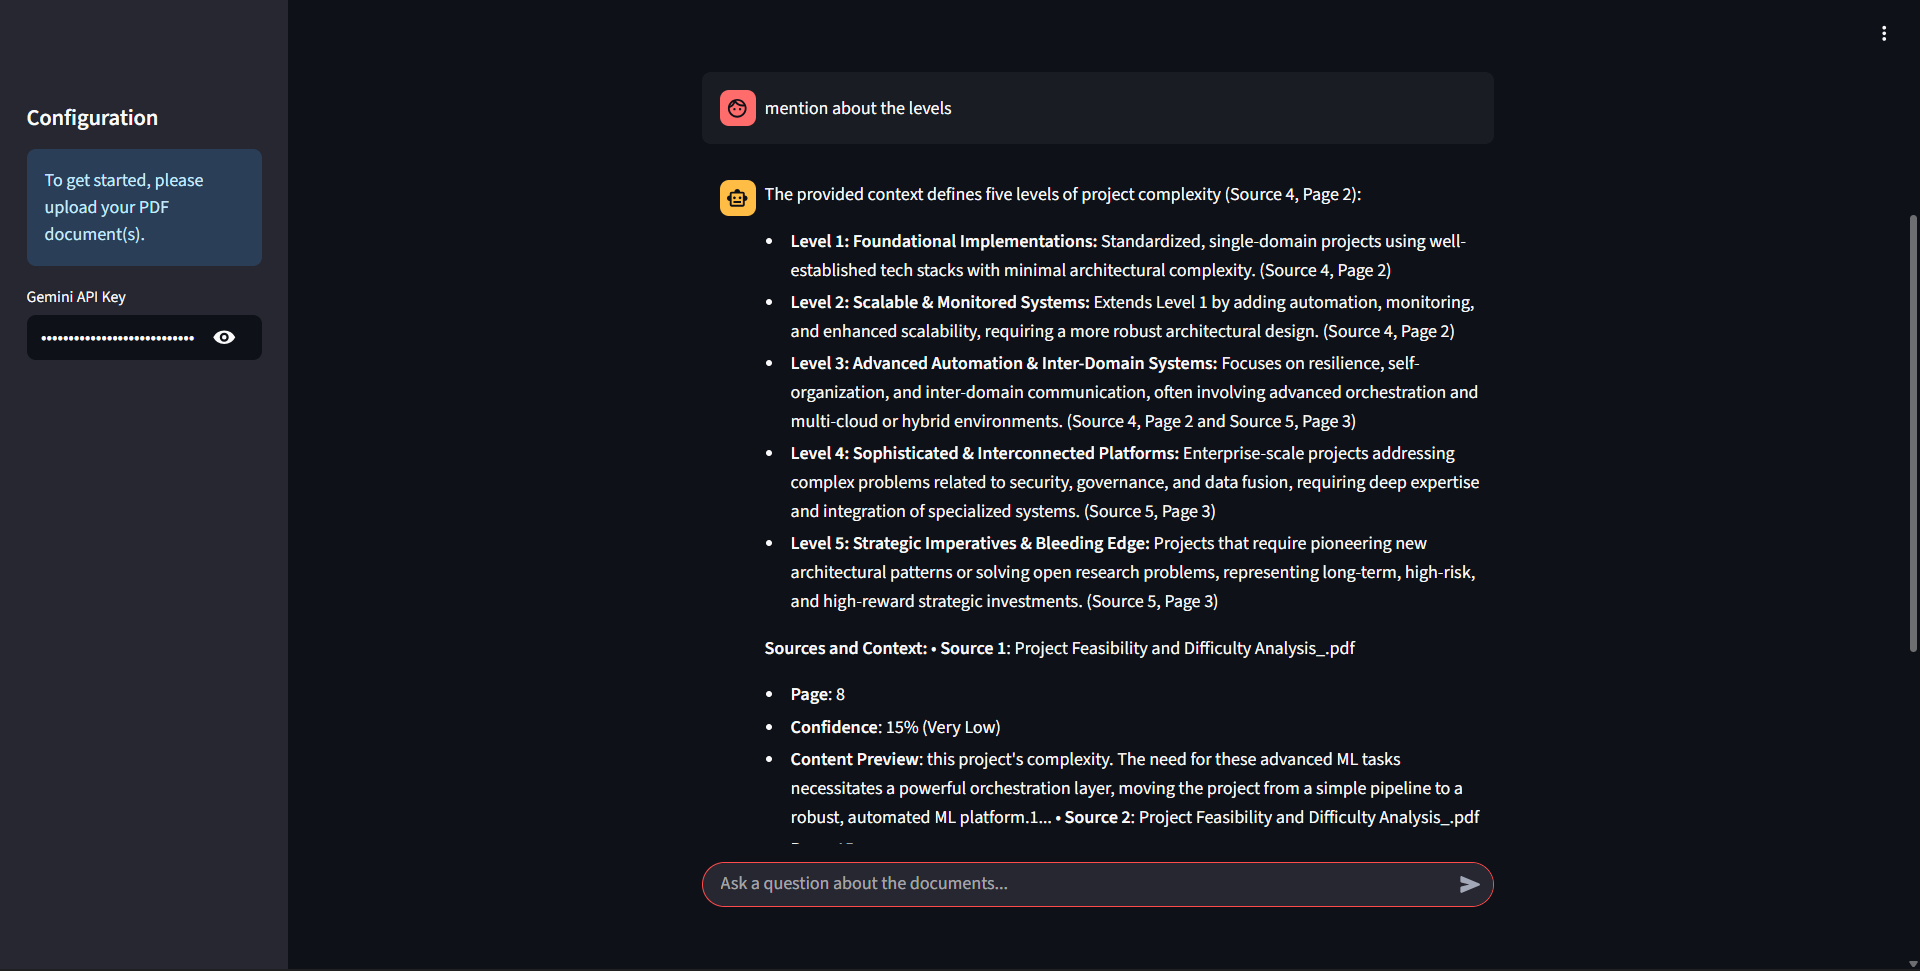 Configuration
To get started, please
upload your PDF
document(s).
Gemini API Key
••••••••••••••••••••••••••••
mention about the levels
The provided context defines five levels of project complexity (Source 4, Page 2):
• Level 1: Foundational Implementations: Standardized, single-domain projects using well-
established tech stacks with minimal architectural complexity. (Source 4, Page 2)
• Level 2: Scalable & Monitored Systems: Extends Level 1 by adding automation, monitoring,
and enhanced scalability, requiring a more robust architectural design. (Source 4, Page 2)
• Level 3: Advanced Automation & Inter-Domain Systems: Focuses on resilience, self-
organization, and inter-domain communication, often involving advanced orchestration and
multi-cloud or hybrid environments. (Source 4, Page 2 and Source 5, Page 3)
• Level 4: Sophisticated & Interconnected Platforms: Enterprise-scale projects addressing
complex problems related to security, governance, and data fusion, requiring deep expertise
and integration of specialized systems. (Source 5, Page 3)
• Level 5: Strategic Imperatives & Bleeding Edge: Projects that require pioneering new
architectural patterns or solving open research problems, representing long-term, high-risk,
and high-reward strategic investments. (Source 5, Page 3)
Sources and Context: • Source 1: Project Feasibility and Difficulty Analysis_.pdf
• Page: 8
• Confidence: 15% (Very Low)
• Content Preview: this project's complexity. The need for these advanced ML tasks
necessitates a powerful orchestration layer, moving the project from a simple pipeline to a
robust, automated ML platform.1... • Source 2: Project Feasibility and Difficulty Analysis_.pdf
Ask a question about the documents...